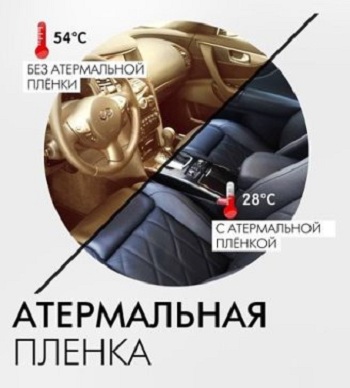 54°C
БЕЗ АТЕРМАЛЬНОЙ
ПЛЁНКИ
28°C
С АТЕРМАЛЬНОЙ
ПЛЁНКОЙ
АТЕРМАЛЬНАЯ
ПЛЕНКА